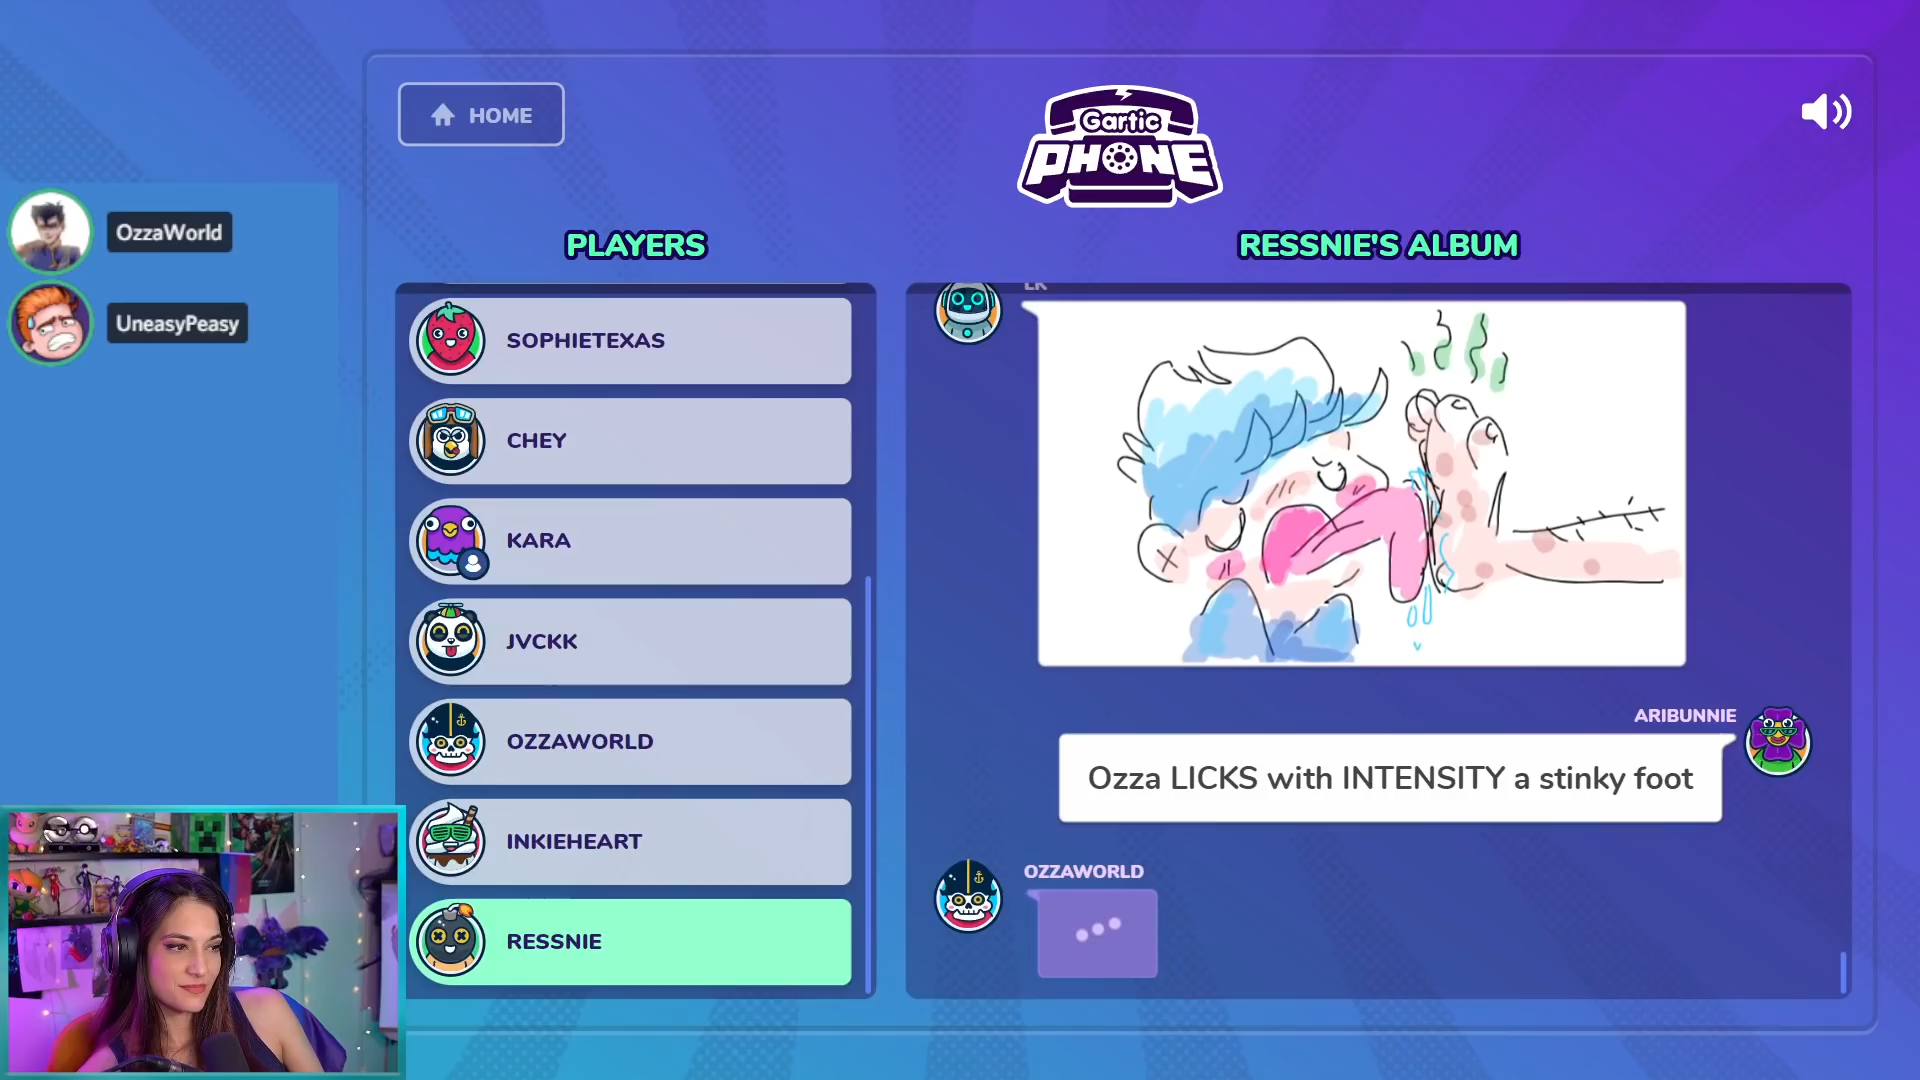 HOME
Gartic
PHONE
OzzaWorld
UneasyPeasy
PLAYERS
SOPHIETEXAS
CHEY
KARA
JVCKK
OZZAWORLD
INKIEHEART
RESSNIE
RESSNIE'S ALBUM
LK
ARIBUNNIE
Ozza LICKS with INTENSITY a stinky foot
OZZAWORLD